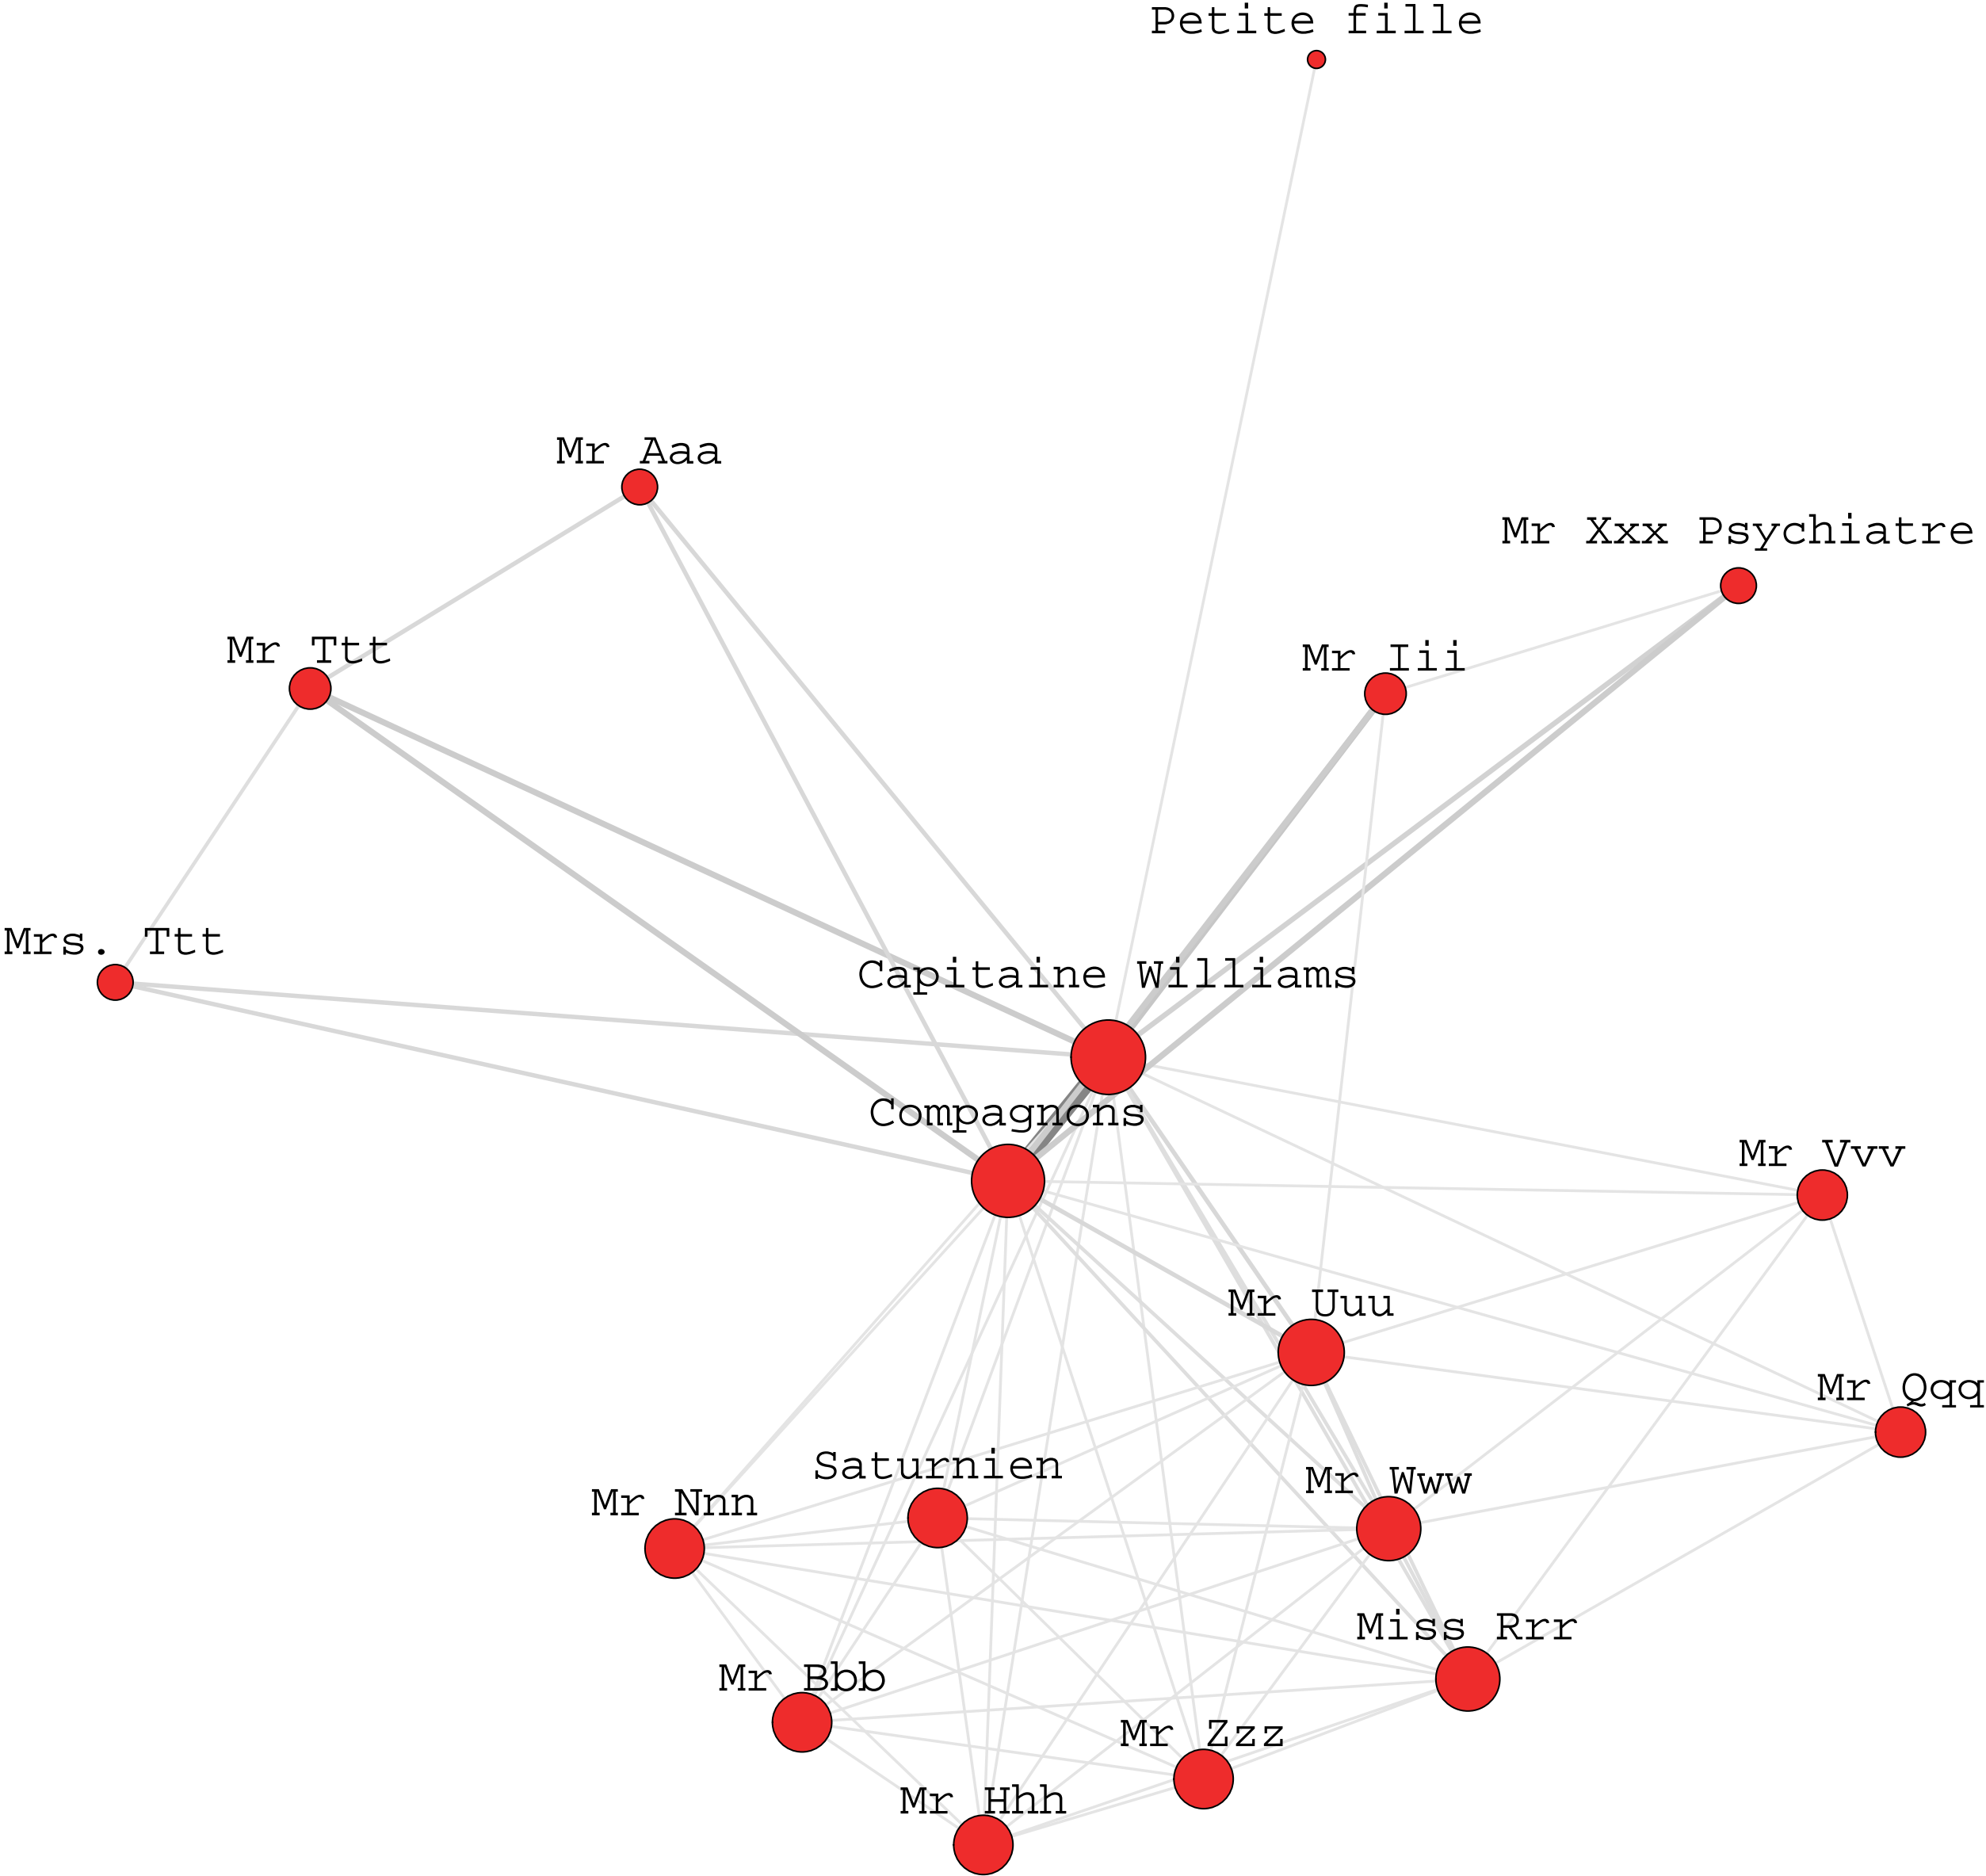 Petite fille
Mr Aaa
Mr Xxx Psychiatre
Mr Ttt
Mr Iii
Mrs. Ttt
Capitaine Williams
Compagnons
Mr Vvv
Mr Uuu
Mr Qqq
Saturnien
Mr Www
Mr Nnn
Miss Rrr
Mr Bbb
Mr Zzz
Mr Hhh